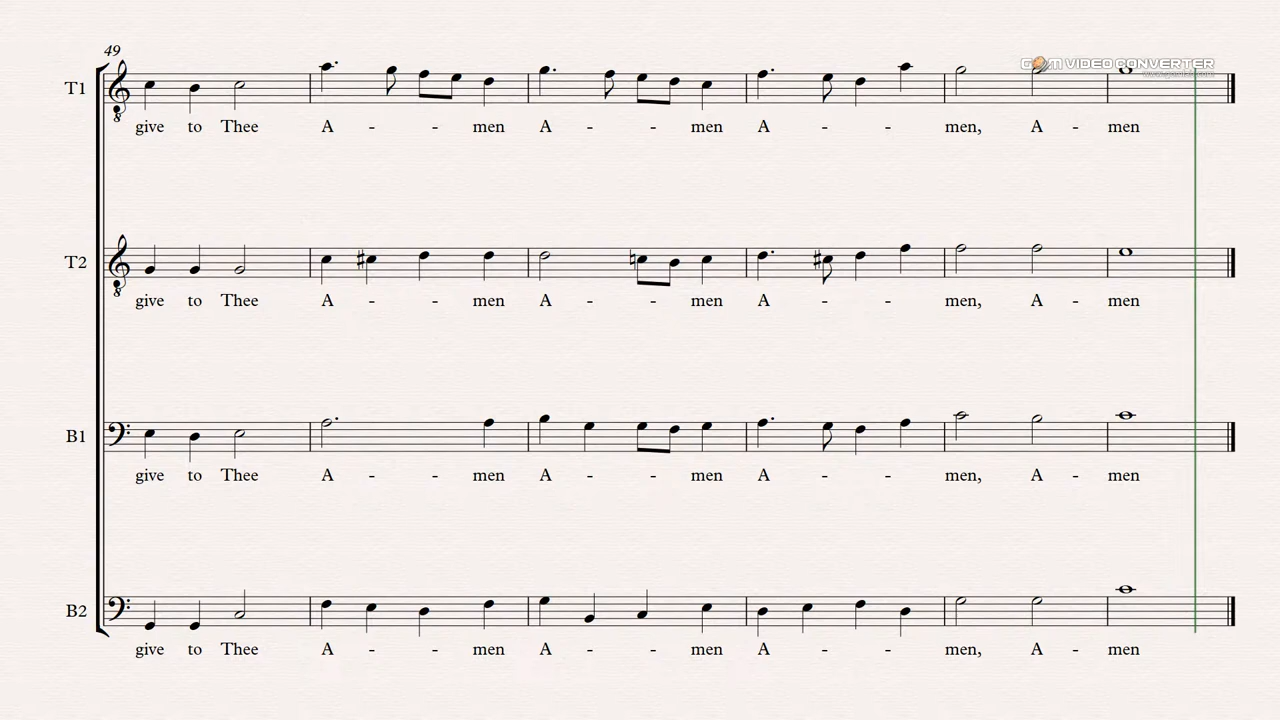 49
GOM VIDEO CONVERTER
T1
give to Thee A - - men A - - men A - - men, A - men
T2
give to Thee A - - men A - - men A - - men, A - men
B1
give to Thee A - - men A - - men A - - men, A - men
B2
give to Thee A - - men A - - men A - - men, A - men